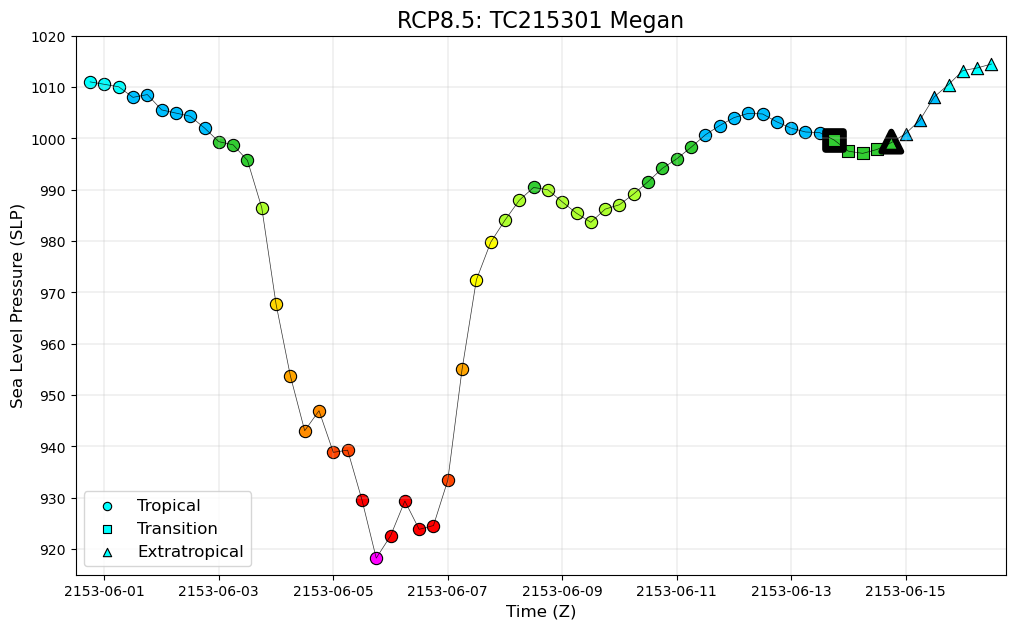 RCP8.5: TC215301 Megan
Sea Level Pressure (SLP)
1020
1010
1000
990
980
970
960
950
940
930
920
Tropical
Transition
Extratropical
2153-06-01 2153-06-03 2153-06-05 2153-06-07 2153-06-09 2153-06-11 2153-06-13 2153-06-15
Time (Z)